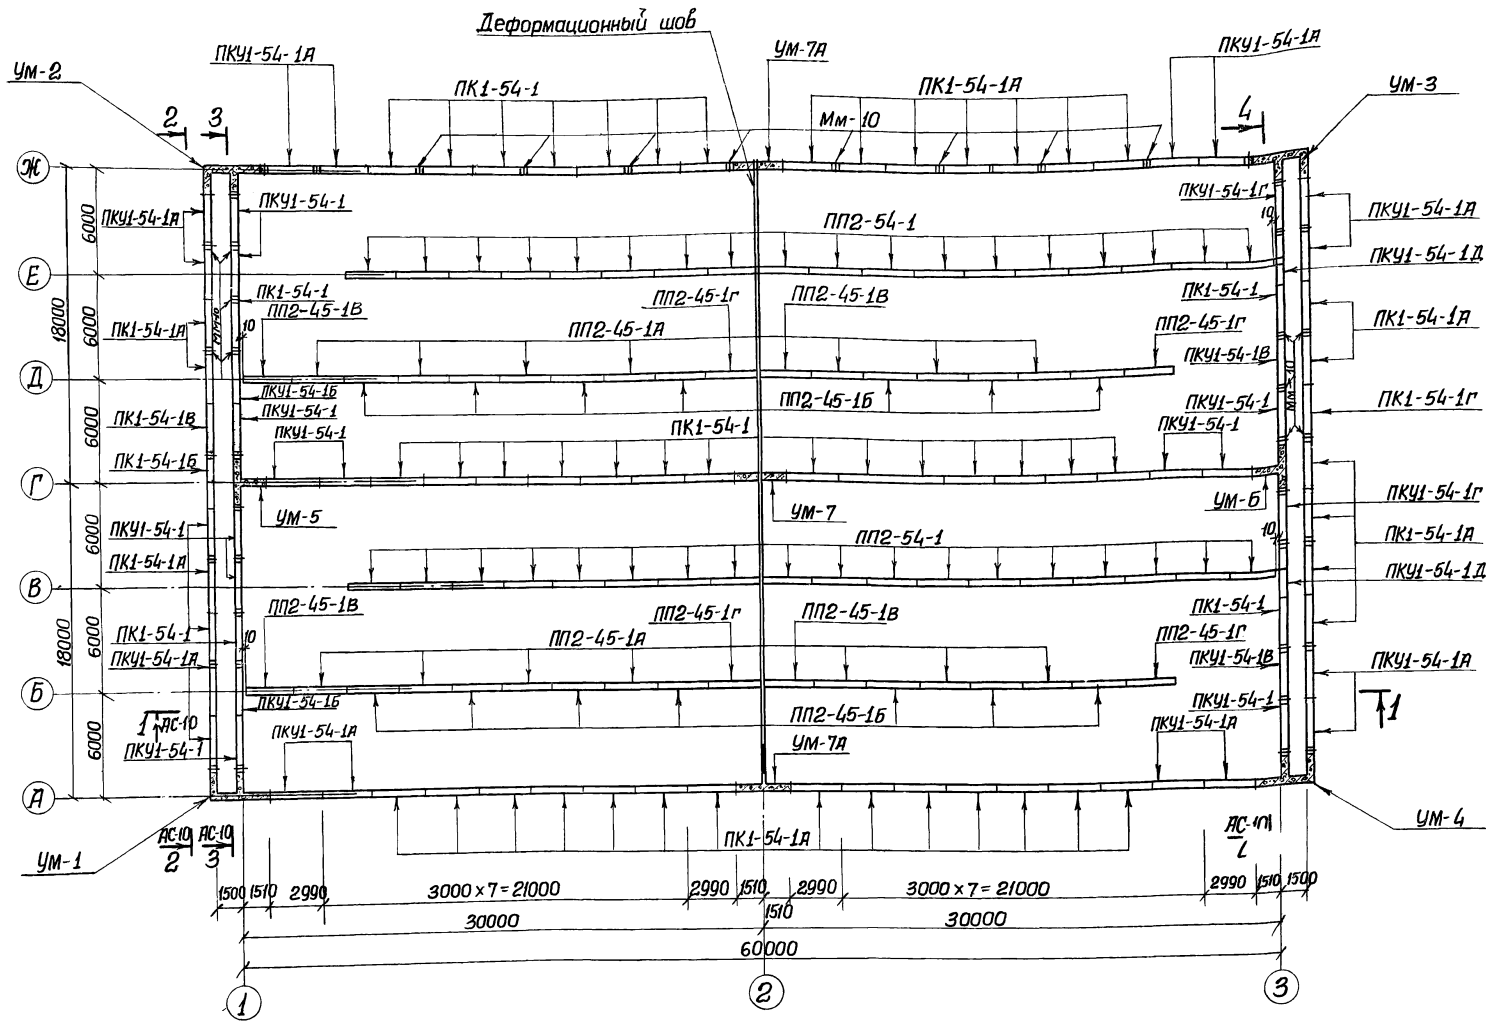 Деформационный шов
УМ-2
ПКУ1-54-1А
ПК1-54-1
УМ-7А
ПК1-54-1А
ПКУ1-54-1А
УМ-3
2
3
Мм-10
4
Ж
ПКУ1-54-1А
ПКУ1-54-1
ПКУ1-54-1Г
10
ПКУ1-54-1А
6000
ПП2-54-1
ПКУ1-54-1Д
Е
ПК1-54-1
ПП2-45-1В
ПП2-45-1Г
ПП2-45-1В
ПК1-54-1
18000
6000
ПК1-54-1А
Мм-10
10
ПП2-45-1А
ПП2-45-1Г
ПК1-54-1А
ПКУ1-54-1В
Мм-10
Д
ПКУ1-54-1Б
ПКУ1-54-1
ПП2-45-1Б
ПКУ1-54-1
ПК1-54-1Г
6000
ПК1-54-1В
ПКУ1-54-1
ПК1-54-1
ПКУ1-54-1
ПК1-54-1Б
Г
УМ-5
УМ-7
УМ-6
ПКУ1-54-1Г
6000
ПКУ1-54-1
ПП2-54-1
10
ПК1-54-1А
ПК1-54-1А
ПКУ1-54-1Д
В
ПП2-45-1В
ПП2-45-1Г
ПП2-45-1В
ПК1-54-1
18000
6000
ПК1-54-1
10
ПП2-45-1А
ПП2-45-1Г
ПКУ1-54-1А
ПКУ1-54-1В
ПКУ1-54-1А
Б
ПКУ1-54-1Б
ПКУ1-54-1
1
АС-10
ПП2-45-1Б
1
6000
ПКУ1-54-1
ПКУ1-54-1А
УМ-7А
ПКУ1-54-1А
А
АС-10
АС-10
ПК1-54-1А
АС-10
УМ-4
УМ-1
2
3
1500
1510
2990
3000 х 7 = 21000
2990
1510
2990
3000 х 7 = 21000
2990
1510
1500
1510
30000
30000
60000
1
2
3